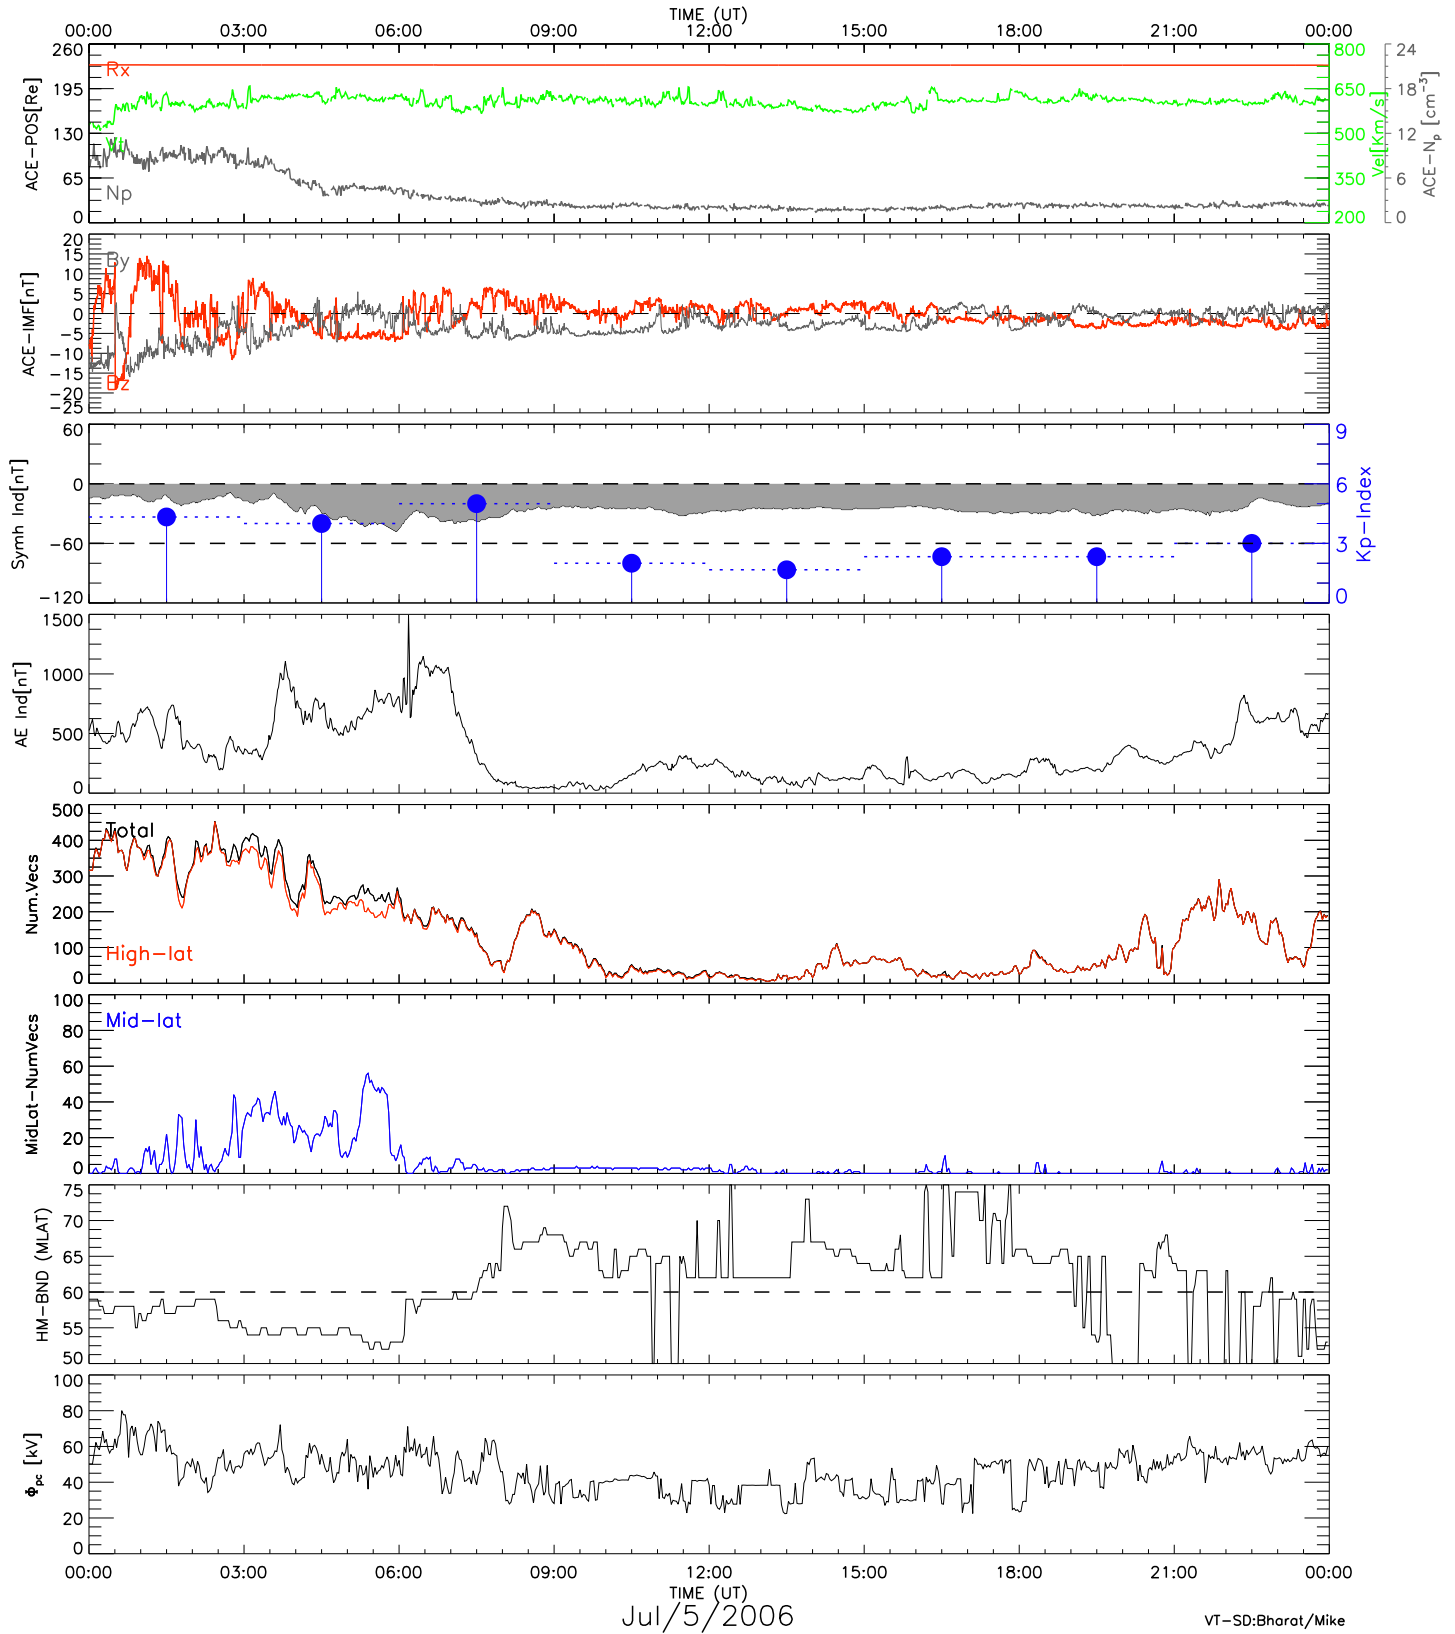 TIME (UT)
00:00 03:00 06:00 09:00 12:00 15:00 18:00 21:00 00:00
ACE-POS[Re]
260
195
130
65
0
Rx
Vt
Np
800
650
500
350
200
Vel[Km/s]
24
18
12
6
0
ACE-Np [cm-3]
ACE-IMF[nT]
20
15
10
5
0
-5
-10
-15
-20
-25
By
Bz
Symh Ind[nT]
60
0
-60
-120
9
6
3
0
Kp-Index
AE Ind[nT]
1500
1000
500
0
Num.Vecs
500
400
300
200
100
0
Total
High-lat
MidLat-NumVecs
100
80
60
40
20
0
Mid-lat
HM-BND (MLAT)
75
70
65
60
55
50
Φpc [kV]
100
80
60
40
20
0
00:00 03:00 06:00 09:00 12:00 15:00 18:00 21:00 00:00
TIME (UT)
Jul/5/2006
VT-SD:Bharat/Mike